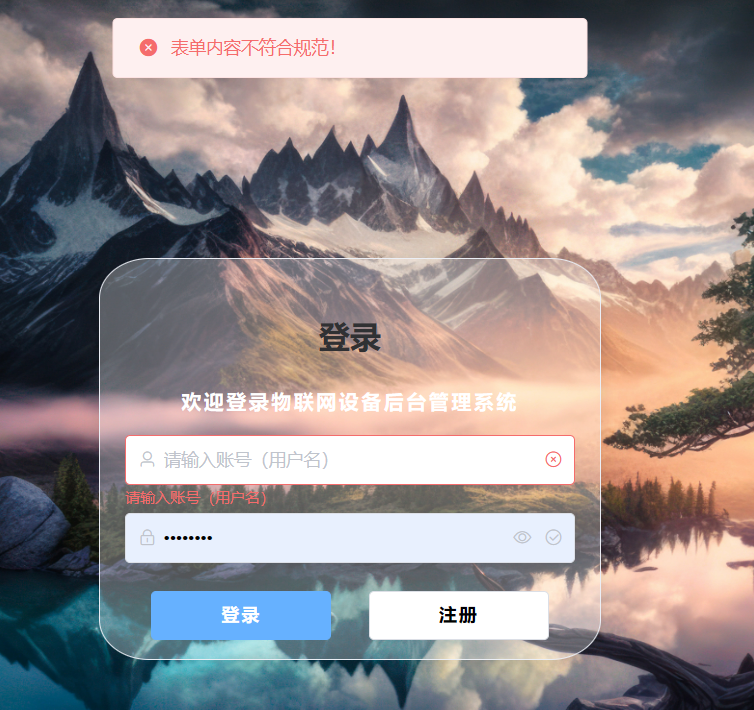 表单内容不符合规范！
登录
欢迎登录物联网设备后台管理系统
请输入账号（用户名）
请输入账号（用户名）
••••••••
登录
注册